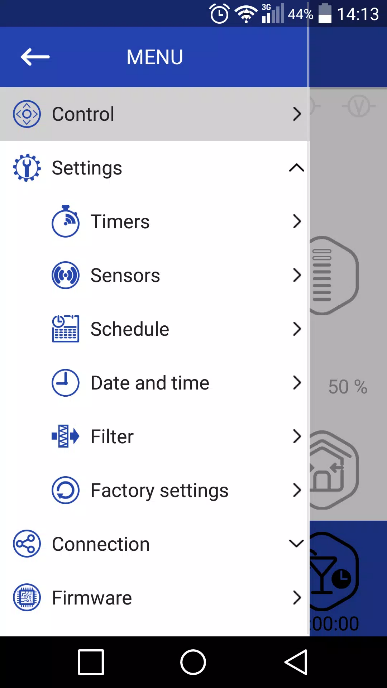 3G 44% 14:13
MENU
Control
Settings
Timers
Sensors
Schedule
Date and time
50 %
Filter
Factory settings
Connection
Firmware
00:00